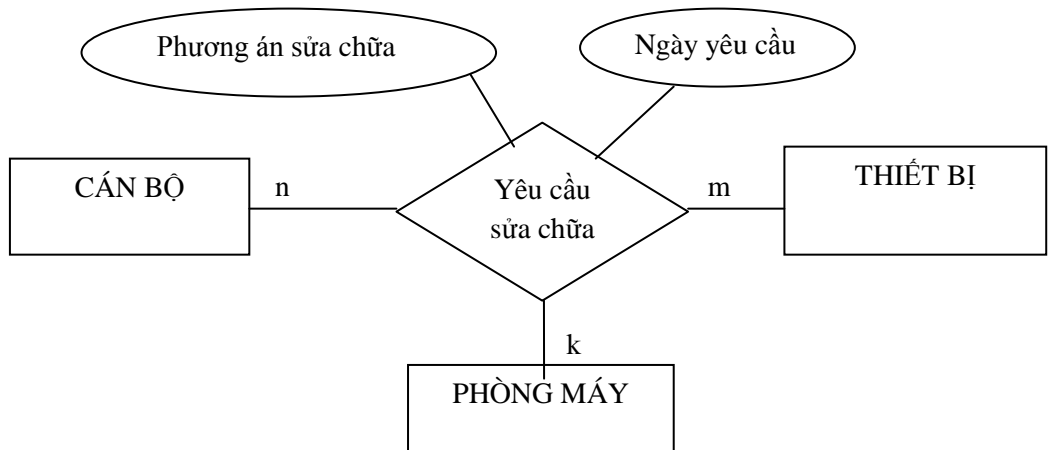 Phương án sửa chữa
Ngày yêu cầu
CÁN BỘ
n
Yêu cầu
sửa chữa
m
THIẾT BỊ
k
PHÒNG MÁY